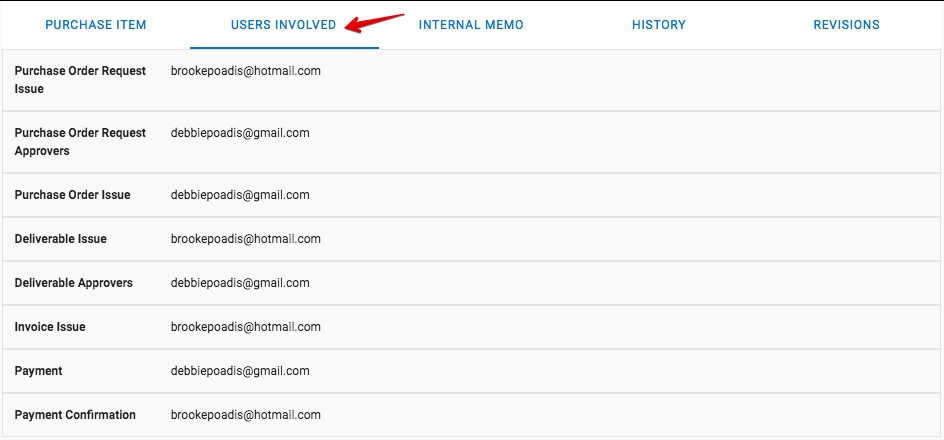 PURCHASE ITEM USERS INVOLVED INTERNAL MEMO HISTORY REVISIONS
Purchase Order Request brookepoadis@hotmail.com
Issue
Purchase Order Request debbiepoadis@gmail.com
Approvers
Purchase Order Issue debbiepoadis@gmail.com
Deliverable Issue brookepoadis@hotmail.com
Deliverable Approvers debbiepoadis@gmail.com
Invoice Issue brookepoadis@hotmail.com
Payment debbiepoadis@gmail.com
Payment Confirmation brookepoadis@hotmail.com